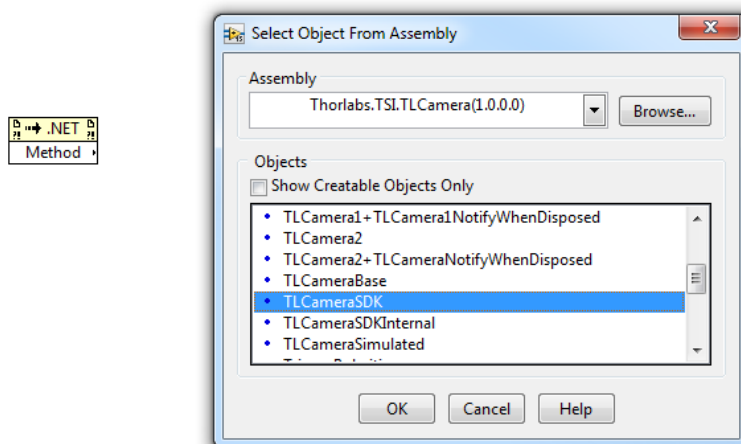 Select Object From Assembly
Assembly
Thorlabs.TSI.TLCamera(1.0.0.0)
Browse...
.NET
Method
Objects
Show Creatable Objects Only
TLCamera1+TLCamera1NotifyWhenDisposed
TLCamera2
TLCamera2+TLCameraNotifyWhenDisposed
TLCameraBase
TLCameraSDK
TLCameraSDKInternal
TLCameraSimulated
OK
Cancel
Help